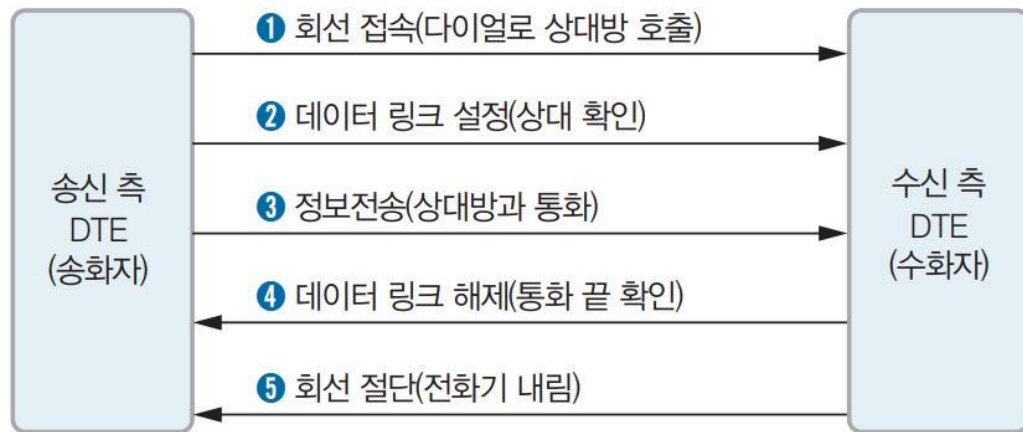 ❶ 회선 접속(다이얼로 상대방 호출)
❷ 데이터 링크 설정(상대 확인)
송신 측
DTE
(송화자)
❸ 정보전송(상대방과 통화)
수신 측
DTE
(수화자)
❹ 데이터 링크 해제(통화 끝 확인)
❺ 회선 절단(전화기 내림)